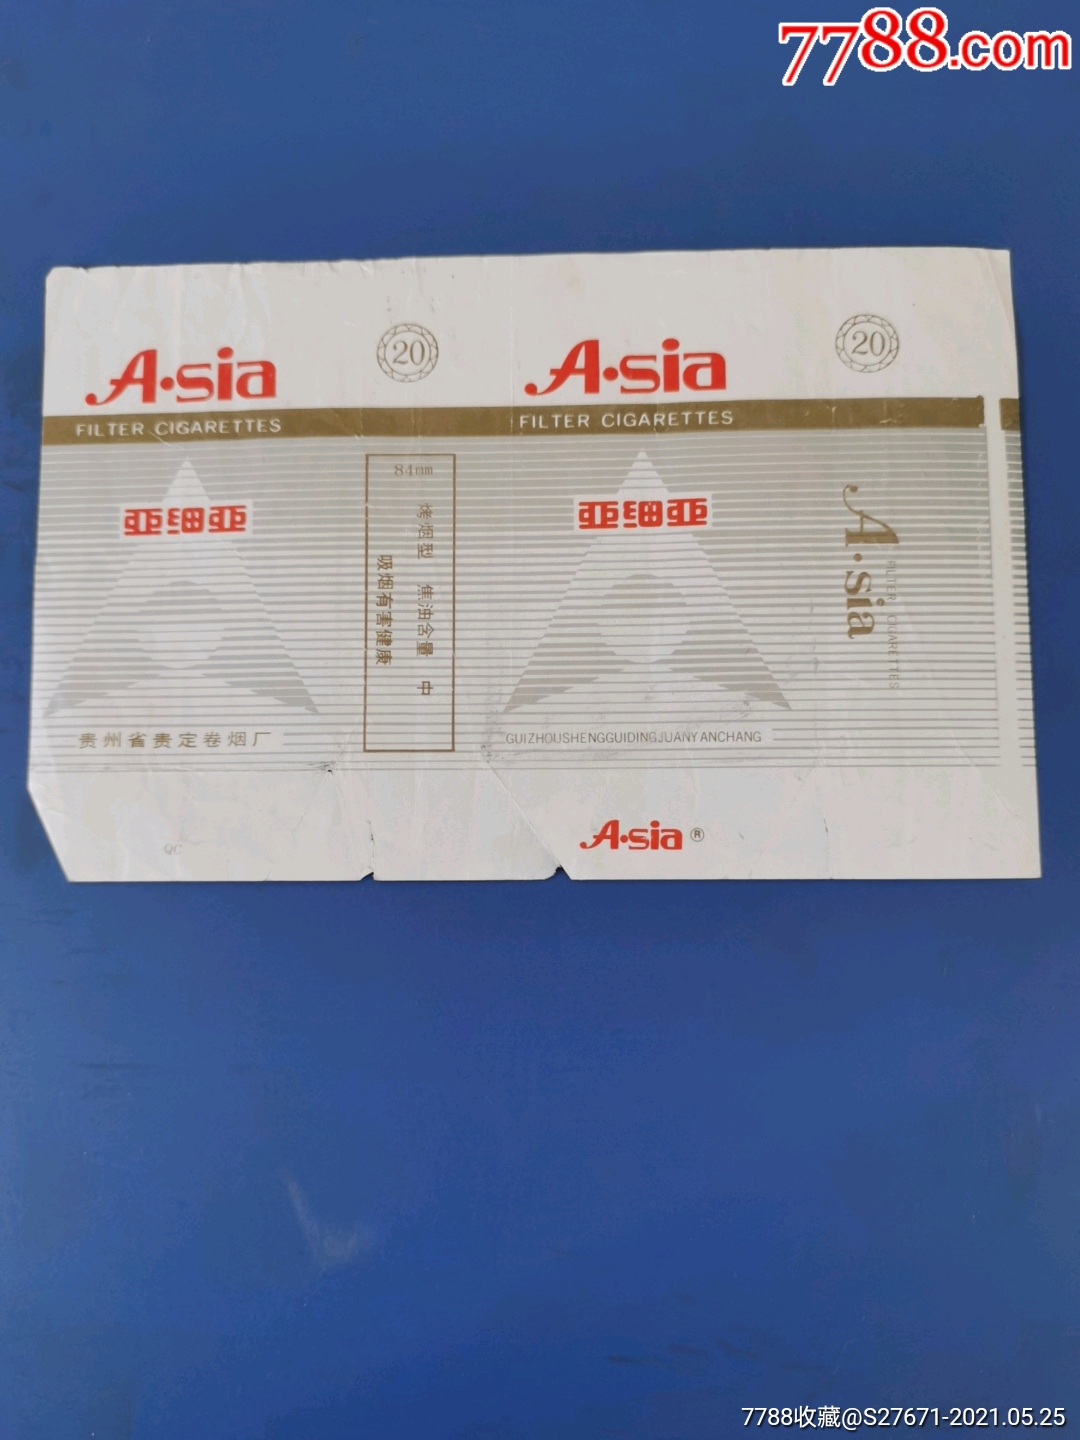 7788.com
A·sia
20
A·sia
20
FILTER CIGARETTES
FILTER CIGARETTES
84mm
亚细亚
亚细亚
烤烟型 焦油含量 中
吸烟有害健康
A·sia
FILTER CIGARETTES
贵州省贵定卷烟厂
GUIZHOUSHENGGUIDINGJUANYANCHANG
A·sia®
QC
7788收藏@S27671-2021.05.25